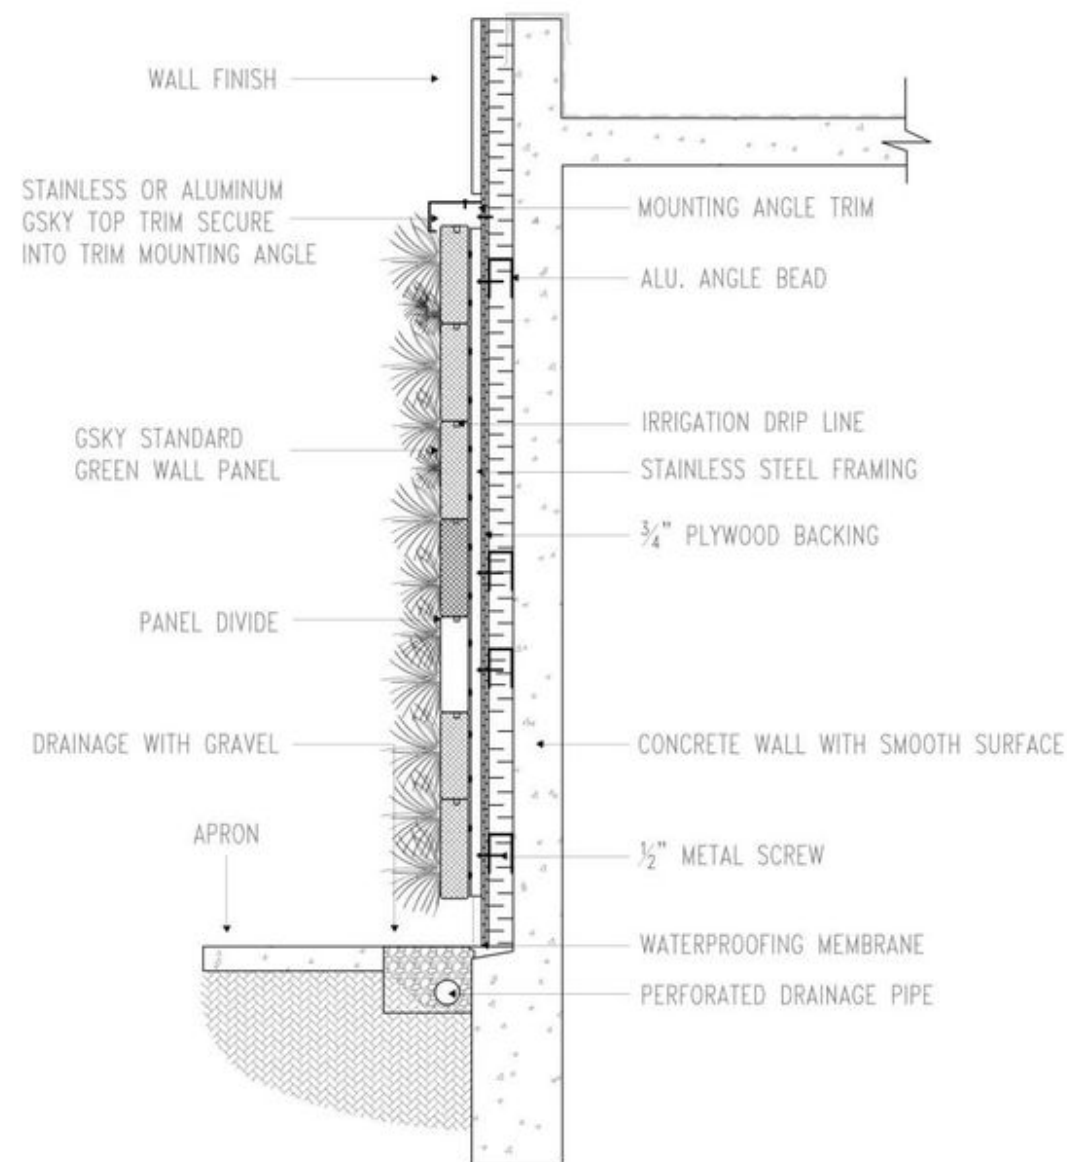 WALL FINISH
STAINLESS OR ALUMINUM
GSKY TOP TRIM SECURE
INTO TRIM MOUNTING ANGLE
MOUNTING ANGLE TRIM
ALU. ANGLE BEAD
IRRIGATION DRIP LINE
GSKY STANDARD
GREEN WALL PANEL
STAINLESS STEEL FRAMING
¾" PLYWOOD BACKING
PANEL DIVIDE
DRAINAGE WITH GRAVEL
CONCRETE WALL WITH SMOOTH SURFACE
APRON
½" METAL SCREW
WATERPROOFING MEMBRANE
PERFORATED DRAINAGE PIPE